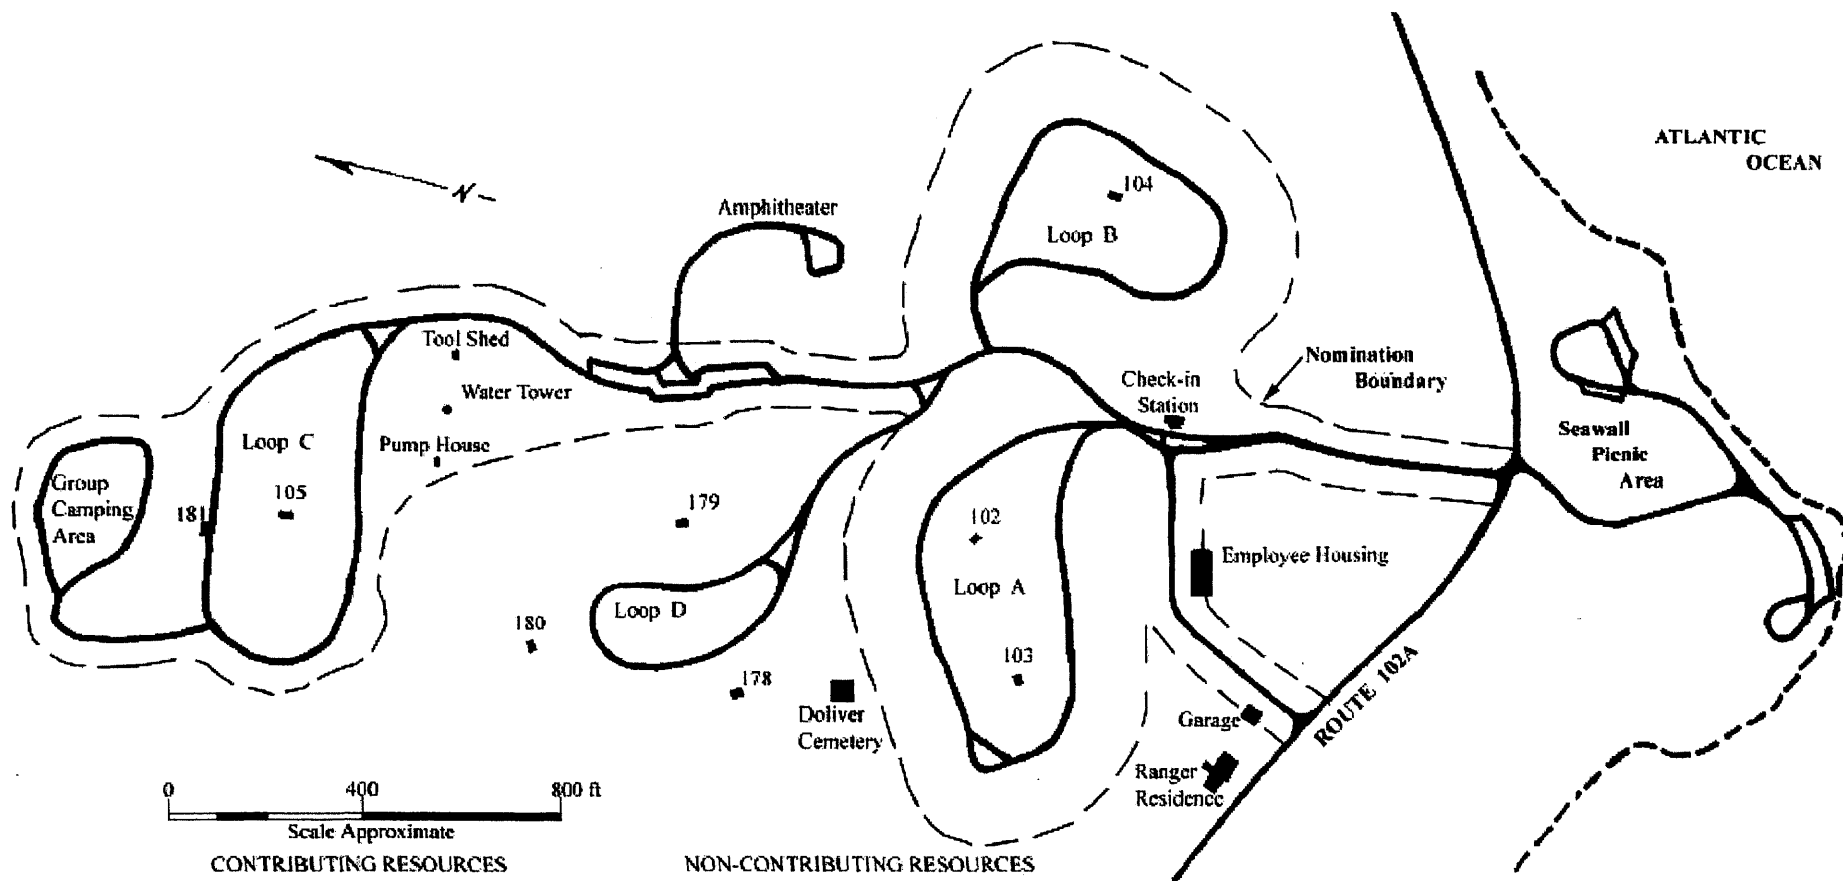 ATLANTIC
OCEAN
N
104
Amphitheater
Loop B
Tool Shed
Nomination
Boundary
Check-in
Station
Water Tower
Loop C
Pump House
Seawall
Picnic
Area
Group
Camping
Area
105
181
179
102
Employee Housing
Loop A
Loop D
180
103
178
ROUTE 102A
Doliver
Cemetery
Garage
Ranger
Residence
0 400 800 ft
Scale Approximate
CONTRIBUTING RESOURCES
NON-CONTRIBUTING RESOURCES